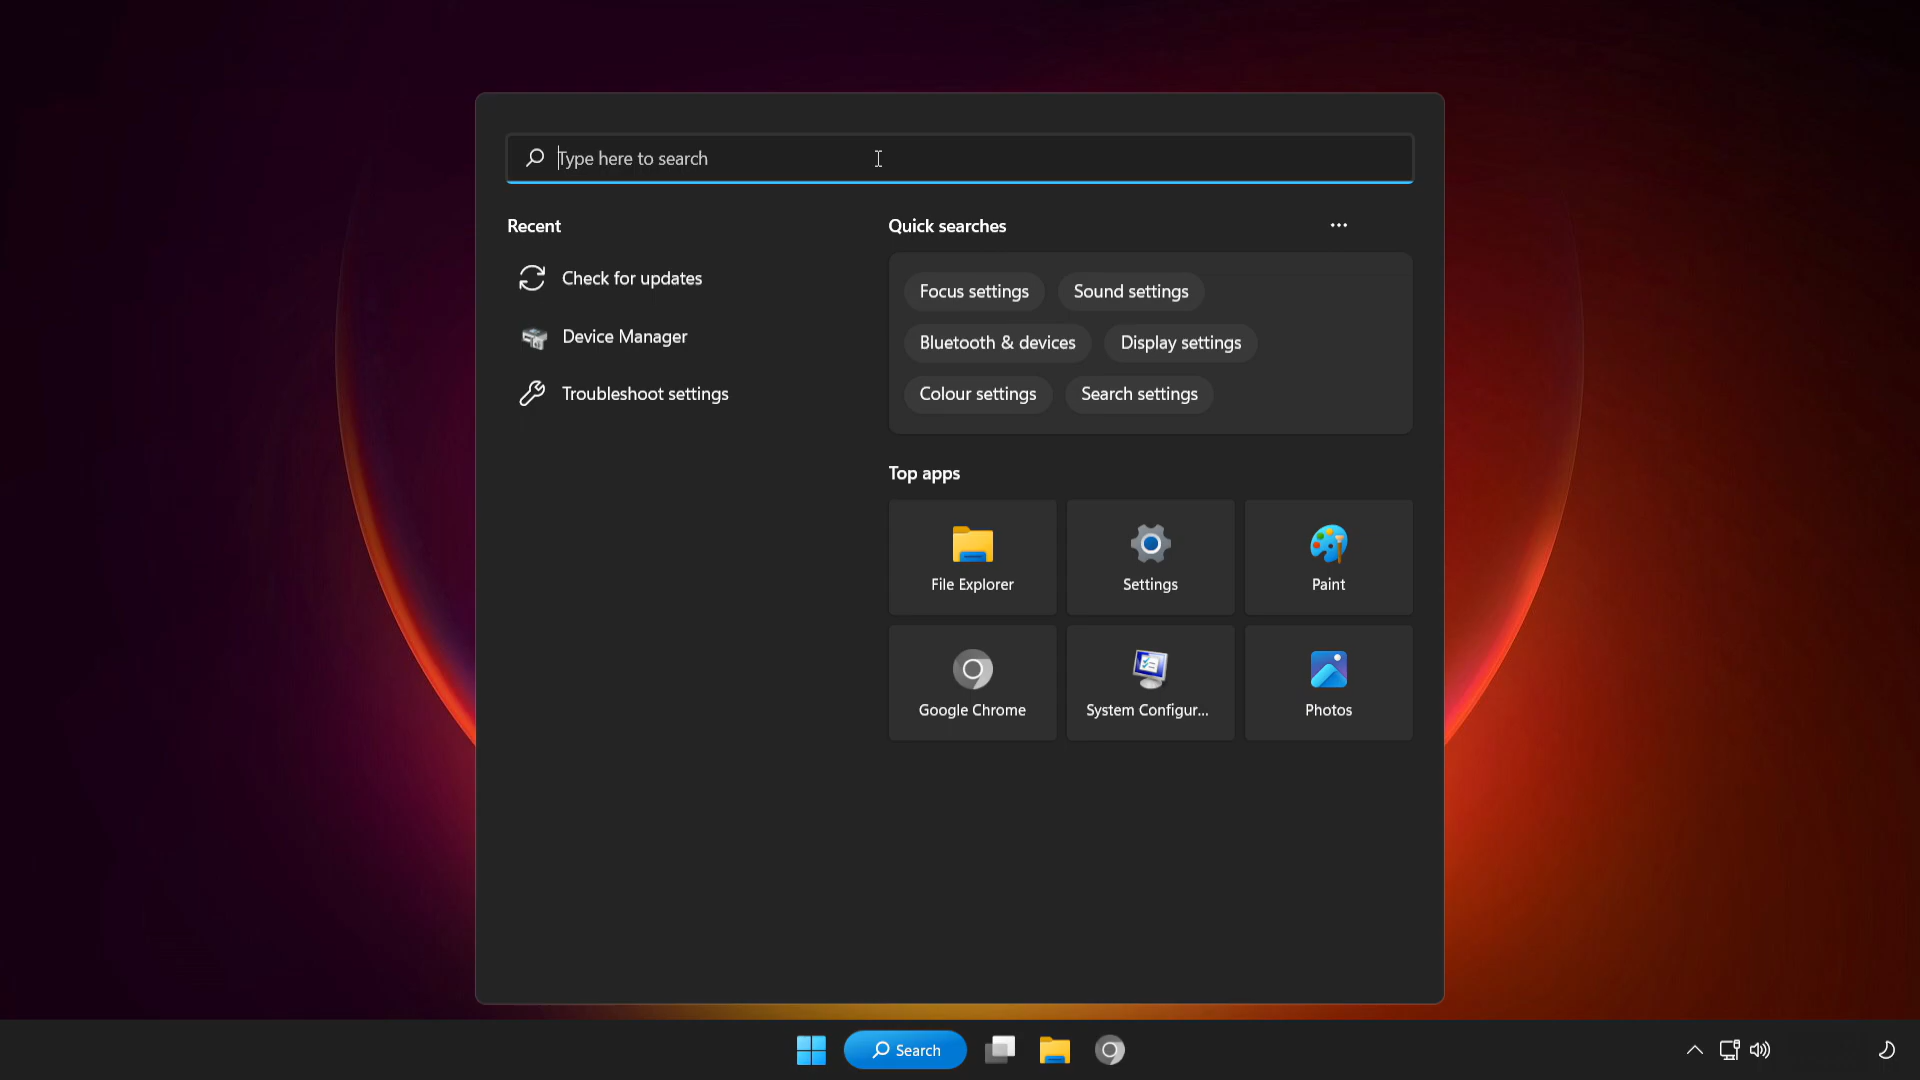 Type here to search
Recent
Check for updates
Device Manager
Troubleshoot settings
Quick searches
Focus settings
Sound settings
Bluetooth & devices
Display settings
Colour settings
Search settings
Top apps
File Explorer
Settings
Paint
Google Chrome
System Configur...
Photos
Search